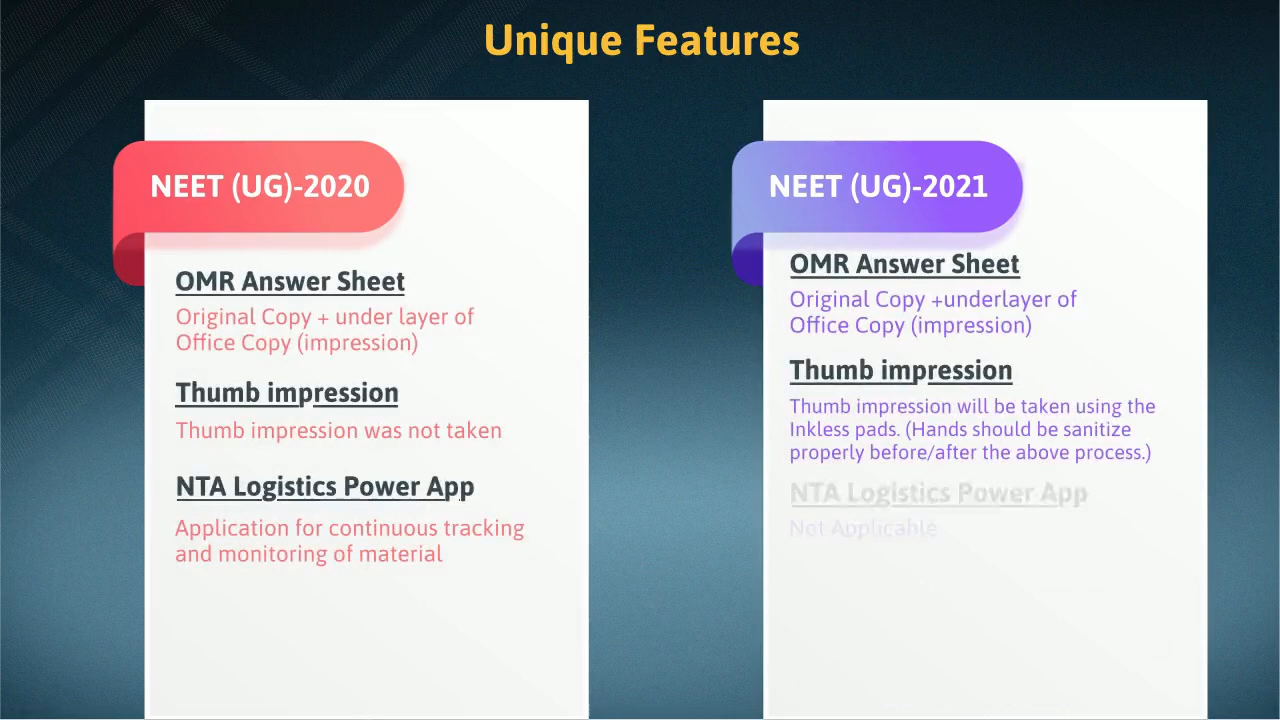 Unique Features
NEET (UG)-2020
OMR Answer Sheet
Original Copy + under layer of
Office Copy (impression)
Thumb impression
Thumb impression was not taken
NTA Logistics Power App
Application for continuous tracking
and monitoring of material
NEET (UG)-2021
OMR Answer Sheet
Original Copy +underlayer of
Office Copy (impression)
Thumb impression
Thumb impression will be taken using the
Inkless pads. (Hands should be sanitize
properly before/after the above process.)
NTA Logistics Power App
Not Applicable